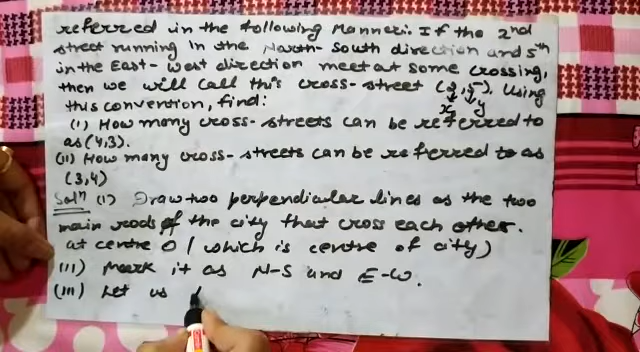 referred in the following Manner: If the 2nd
street running in the North-South direction and 5th
in the East-west direction meet at some crossing,
then we will call this cross-street (2,5). Using
x y
this convention, find:
(i) How many cross-streets can be referred to
as (4,3).
(ii) How many cross-streets can be referred to as
(3,4)
Soln (i) Draw two perpendicular lines as the two
main roads of the city that cross each other.
at centre O (which is centre of city)
(ii) Mark it as N-S and E-W.
(iii) Let us